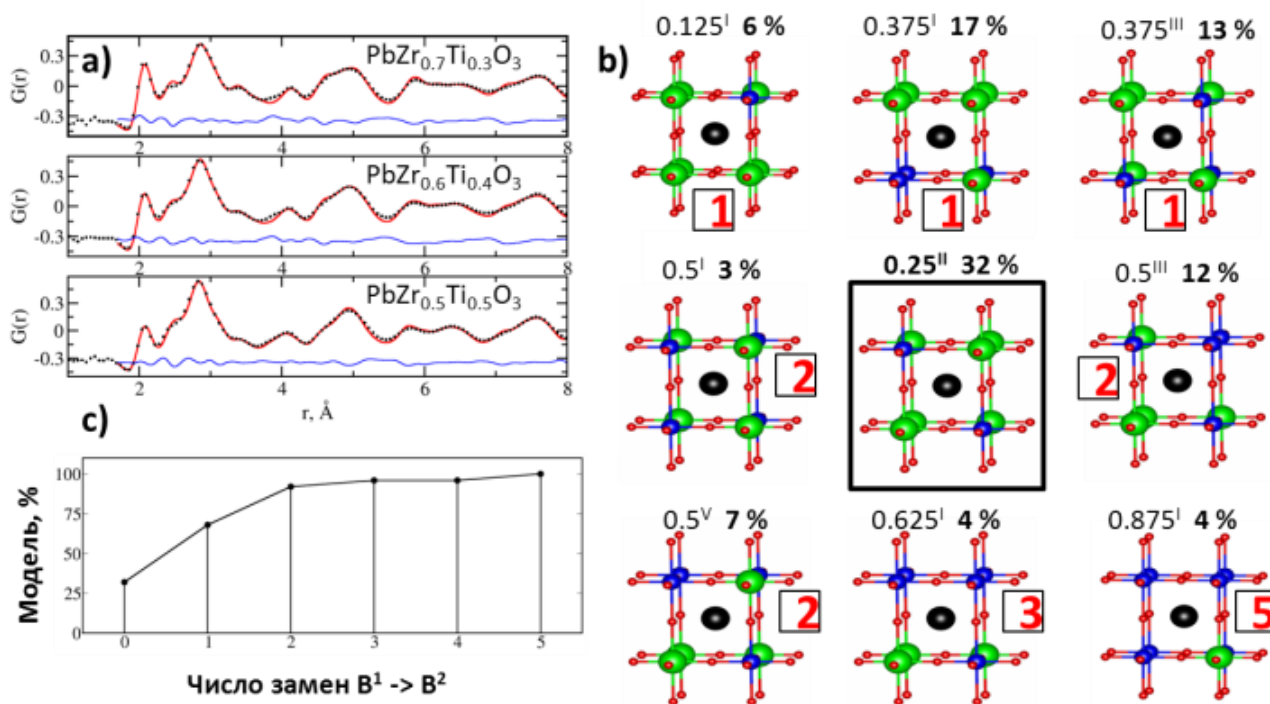 a)
PbZr0.7Ti0.3O3
G(r)
0.3
0
-0.3
PbZr0.6Ti0.4O3
G(r)
0.3
0
-0.3
PbZr0.5Ti0.5O3
G(r)
0.3
0
-0.3
2 4 6 8
r, Å
c)
Модель, %
100
75
50
25
0
0 1 2 3 4 5
Число замен B¹ -> B²
b)
0.125ᴵ 6 %
1
0.375ᴵ 17 %
1
0.375ᴵᴵᴵ 13 %
1
0.5ᴵ 3 %
2
0.25ᴵᴵ 32 %
0.5ᴵᴵᴵ 12 %
2
0.5ⱽ 7 %
2
0.625ᴵ 4 %
3
0.875ᴵ 4 %
5